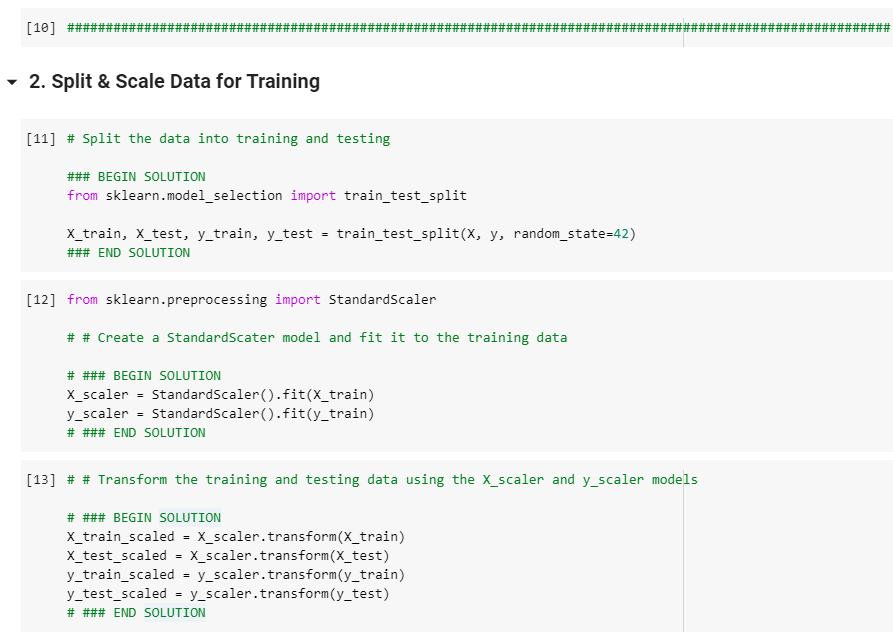 [10] ###########################################################################################################
2. Split & Scale Data for Training
[11] # Split the data into training and testing
### BEGIN SOLUTION
from sklearn.model_selection import train_test_split
X_train, X_test, y_train, y_test = train_test_split(X, y, random_state=42)
### END SOLUTION
[12] from sklearn.preprocessing import StandardScaler
# # Create a StandardScater model and fit it to the training data
# ### BEGIN SOLUTION
X_scaler = StandardScaler().fit(X_train)
y_scaler = StandardScaler().fit(y_train)
# ### END SOLUTION
[13] # # Transform the training and testing data using the X_scaler and y_scaler models
# ### BEGIN SOLUTION
X_train_scaled = X_scaler.transform(X_train)
X_test_scaled = X_scaler.transform(X_test)
y_train_scaled = y_scaler.transform(y_train)
y_test_scaled = y_scaler.transform(y_test)
# ### END SOLUTION